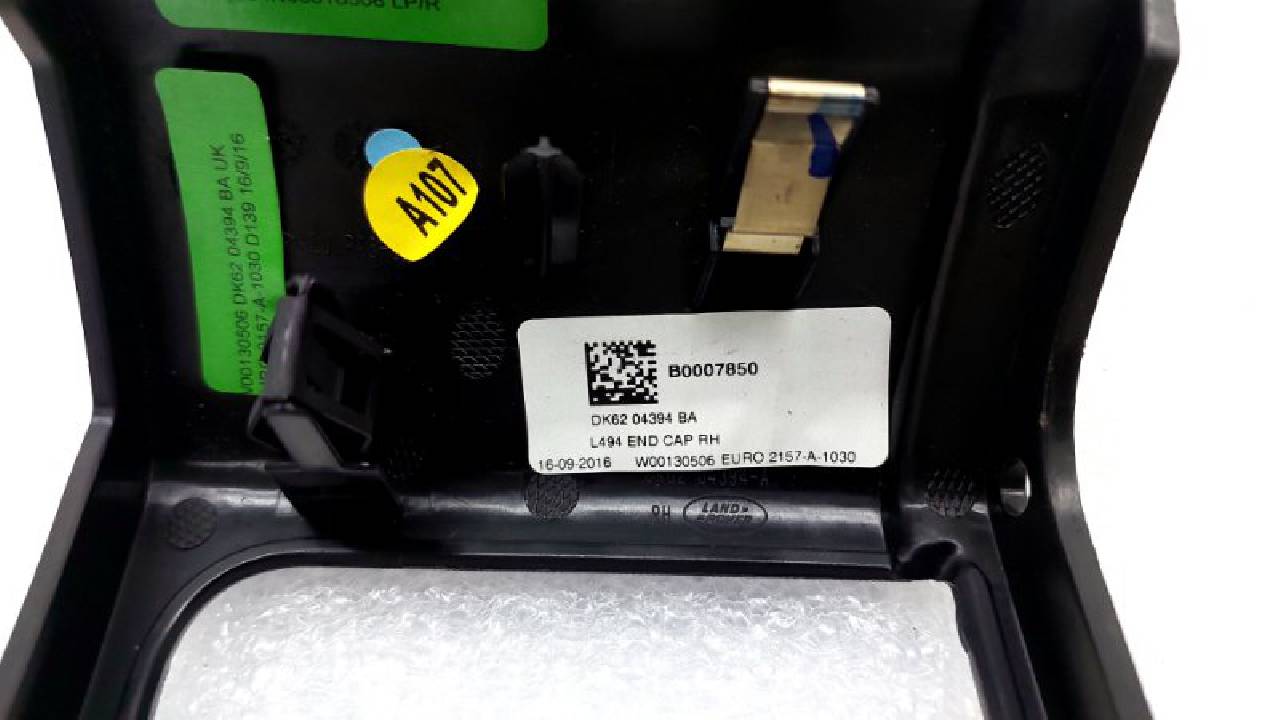 LP/R
W00130506 DK62 04394 BA UK
2157-A-1030 D139 16/9/16
A107
B0007850
DK62 04394 BA
L494 END CAP RH
16-09-2016 W00130506 EURO 2157-A-1030
RH LAND ROVER